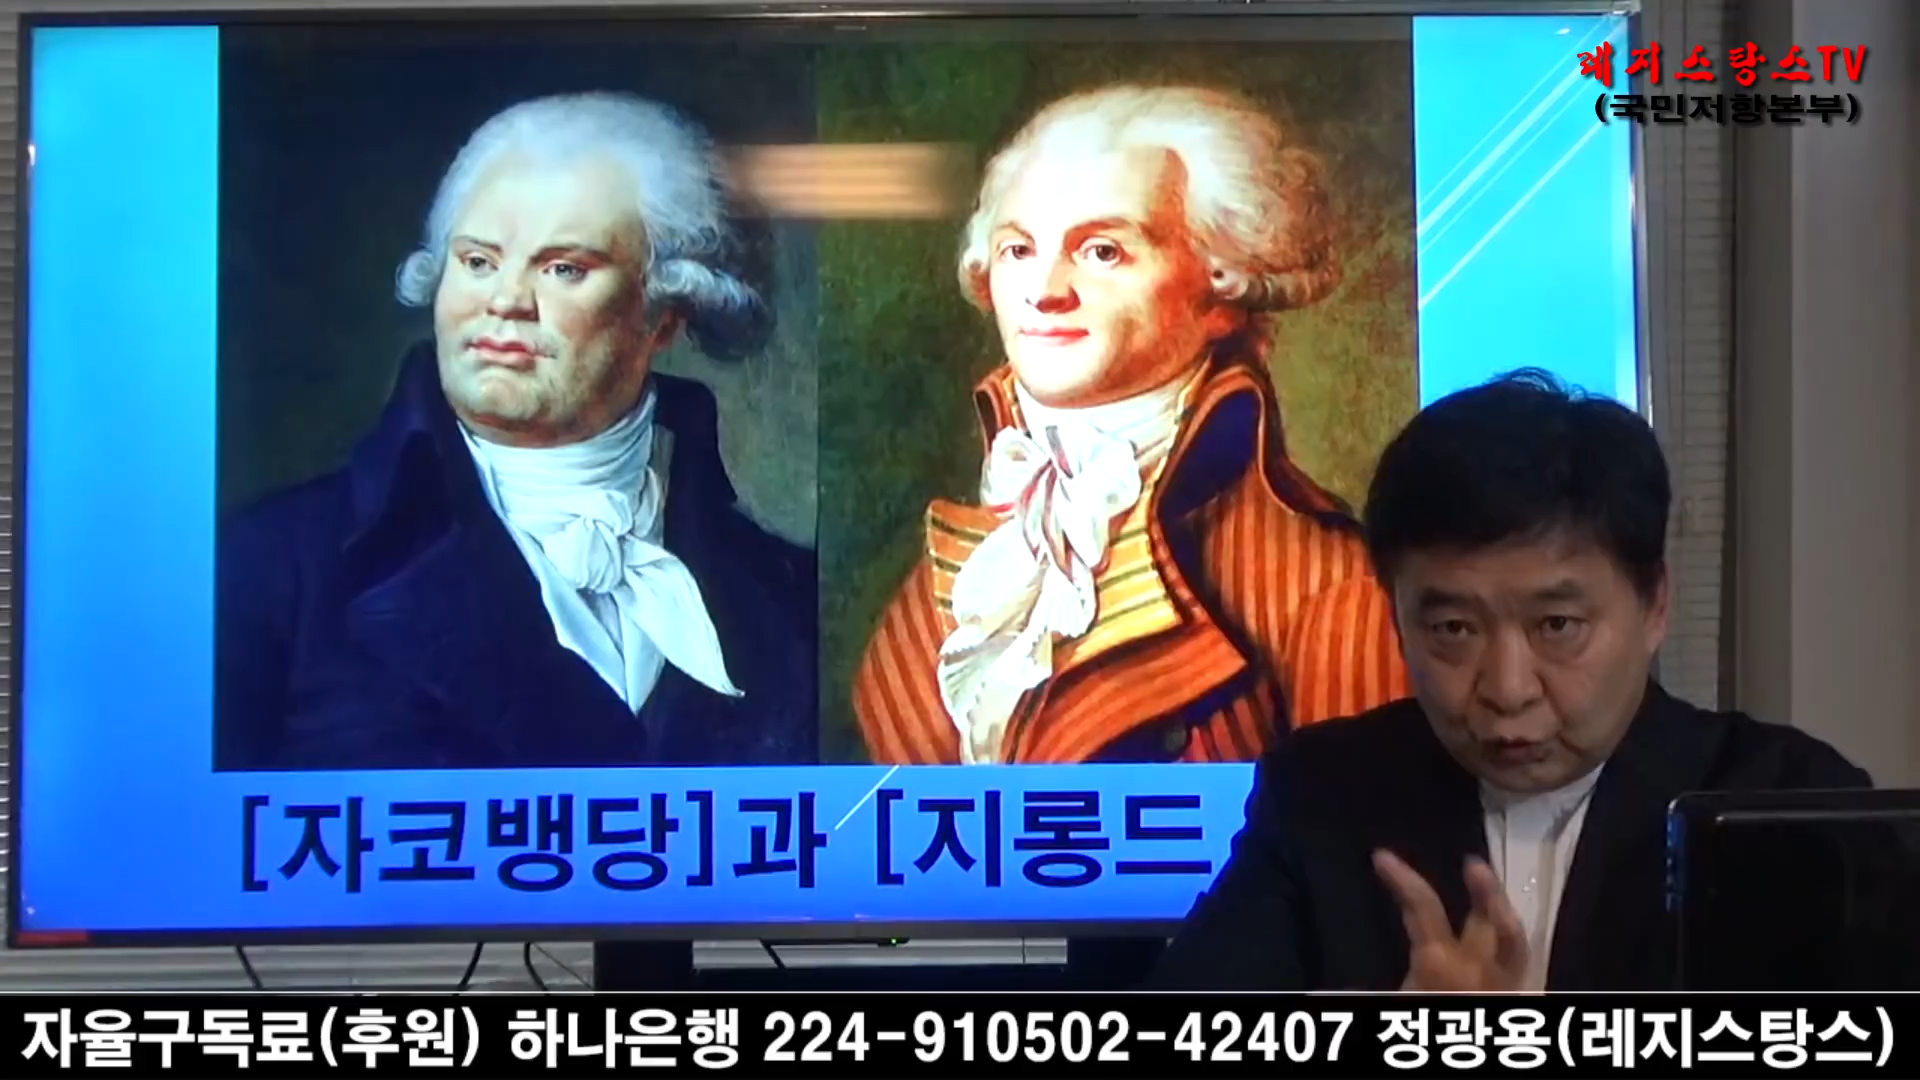 레지스탕스TV
(국민저항본부)
[자코뱅당]과 [지롱드
자율구독료(후원) 하나은행 224-910502-42407 정광용(레지스탕스)